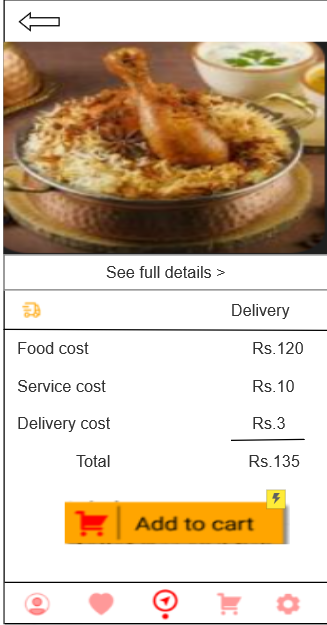 See full details >
Delivery
Food cost Rs.120
Service cost Rs.10
Delivery cost Rs.3
Total Rs.135
Add to cart